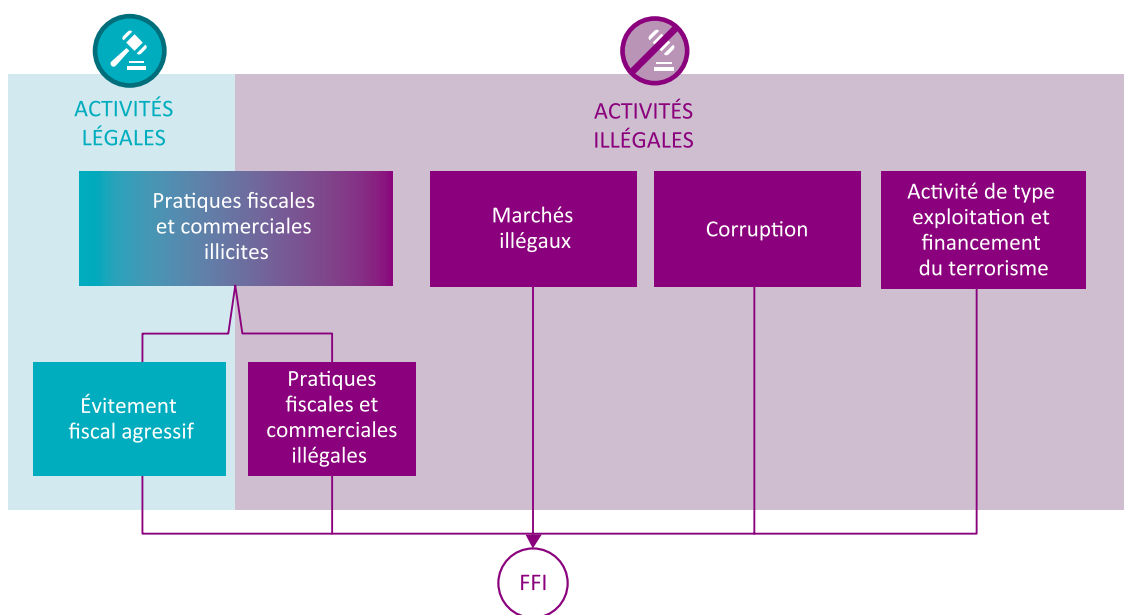 ACTIVITÉS
LÉGALES
ACTIVITÉS
ILLÉGALES
Pratiques fiscales
et commerciales
illicites
Marchés
illégaux
Corruption
Activité de type
exploitation et
financement
du terrorisme
Évitement
fiscal agressif
Pratiques
fiscales et
commerciales
illégales
FFI